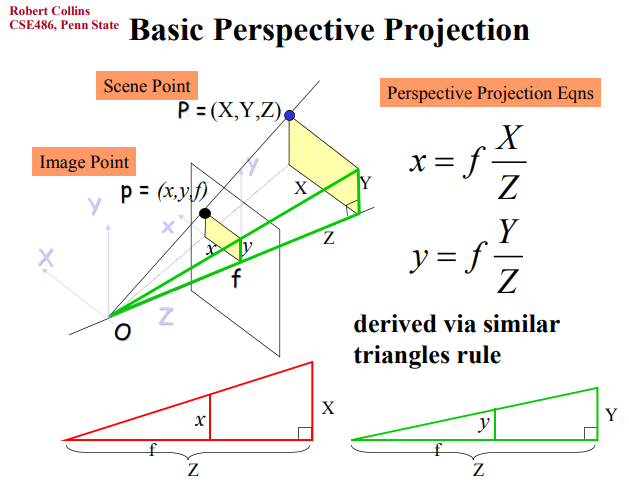 Robert Collins
CSE486, Penn State
Basic Perspective Projection
Scene Point
P = (X,Y,Z)
Perspective Projection Eqns
x = f X/Z
y = f Y/Z
Image Point
p = (x,y,f)
Y
X
Y
X
Y
x
X
Z
x
y
f
O
Z
derived via similar
triangles rule
x
X
f
Z
y
Y
f
Z